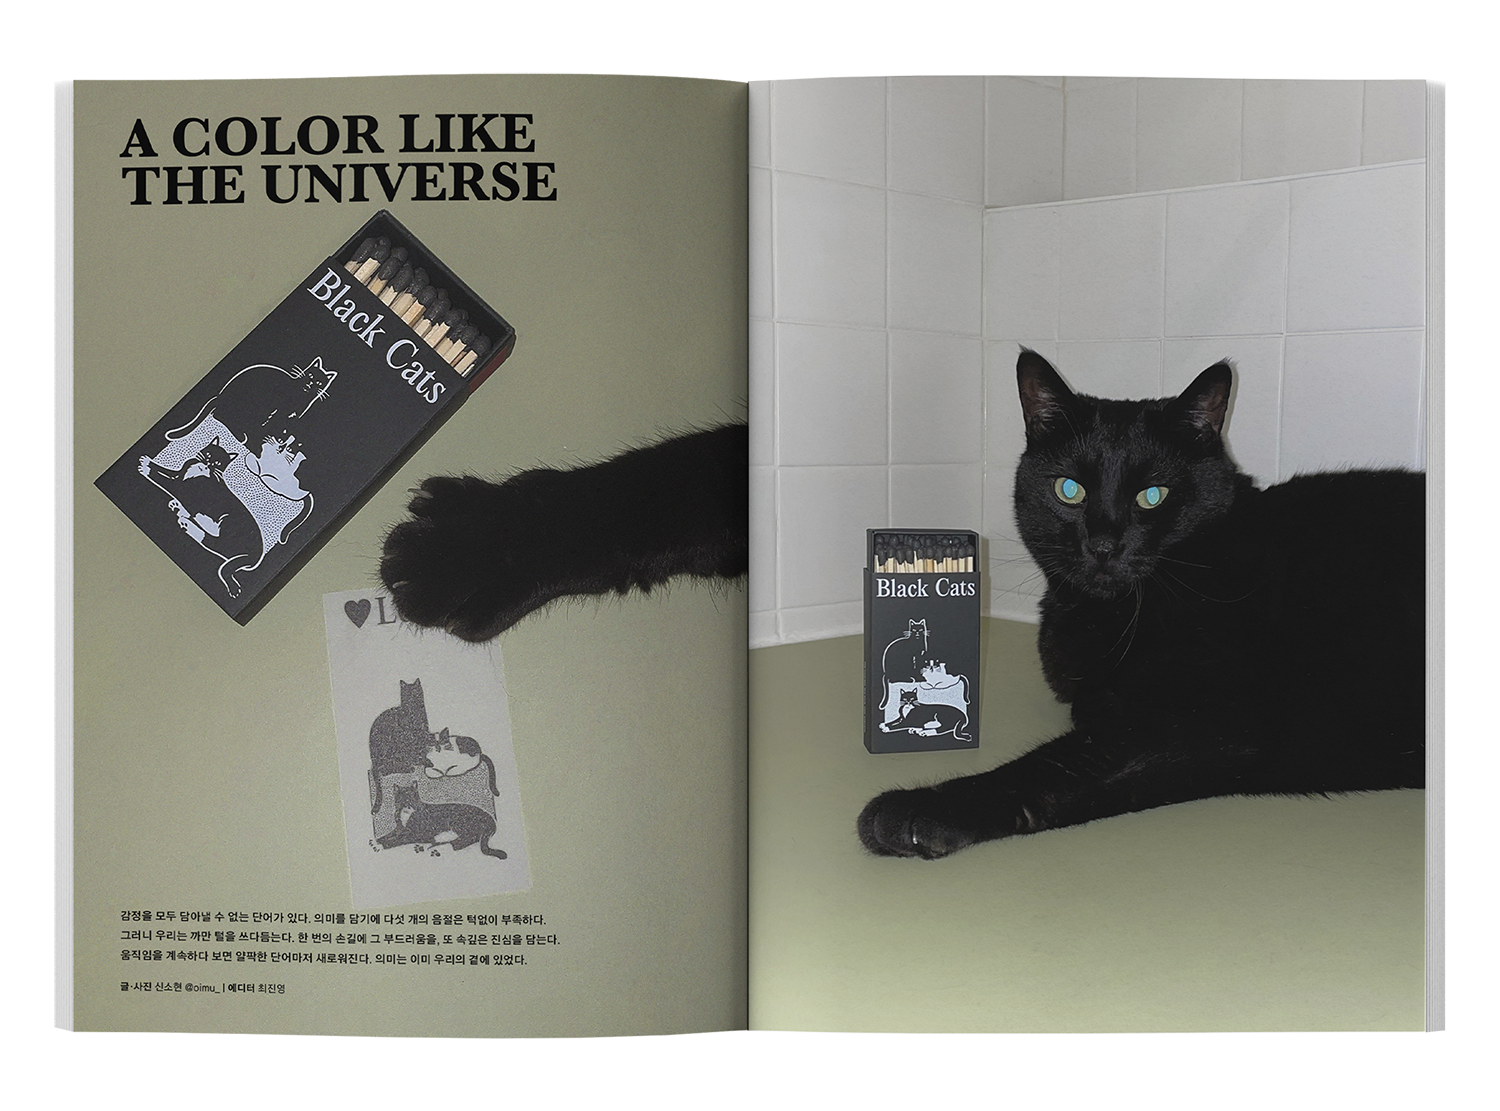 A COLOR LIKE
THE UNIVERSE
Black Cats
감정을 모두 담아낼 수 없는 단어가 있다. 의미를 담기에 다섯 개의 음절은 턱없이 부족하다.
그러니 우리는 까만 털을 쓰다듬는다. 한 번의 손길에 그 부드러움을, 또 속깊은 진심을 담는다.
움직임을 계속하다 보면 얄팍한 단어마저 새로워진다. 의미는 이미 우리의 곁에 있었다.
글·사진 신소현 @oimu_ | 에디터 최진영
Black Cats